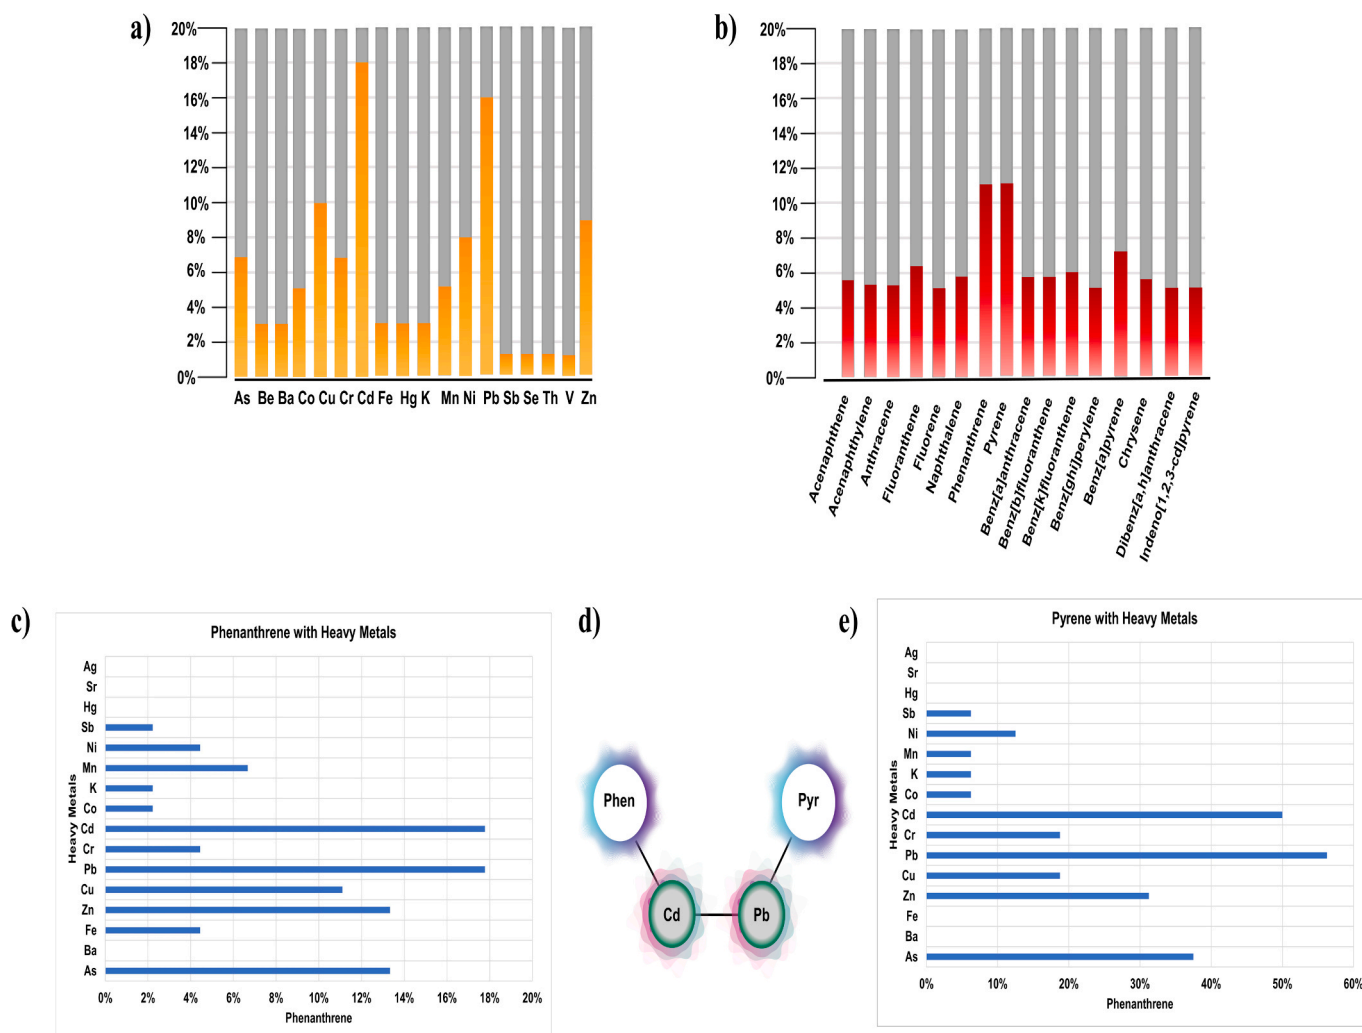 a)
20%
18%
16%
14%
12%
10%
8%
6%
4%
2%
0%
As Be Ba Co Cu Cr Cd Fe Hg K Mn Ni Pb Sb Se Th V Zn
b)
20%
18%
16%
14%
12%
10%
8%
6%
4%
2%
0%
Acenaphthene
Acenaphthylene
Anthracene
Fluoranthene
Fluorene
Naphthalene
Phenanthrene
Pyrene
Benz[a]anthracene
Benz[b]fluoranthene
Benz[k]fluoranthene
Benz[ghi]perylene
Benz[a]pyrene
Chrysene
Dibenz[a,h]anthracene
Indeno[1,2,3-cd]pyrene
c)
Phenanthrene with Heavy Metals
Heavy Metals
Ag
Sr
Hg
Sb
Ni
Mn
K
Co
Cd
Cr
Pb
Cu
Zn
Fe
Ba
As
0% 2% 4% 6% 8% 10% 12% 14% 16% 18% 20%
Phenanthrene
d)
Phen
Pyr
Cd
Pb
e)
Pyrene with Heavy Metals
Heavy Metals
Ag
Sr
Hg
Sb
Ni
Mn
K
Co
Cd
Cr
Pb
Cu
Zn
Fe
Ba
As
0% 10% 20% 30% 40% 50% 60%
Phenanthrene